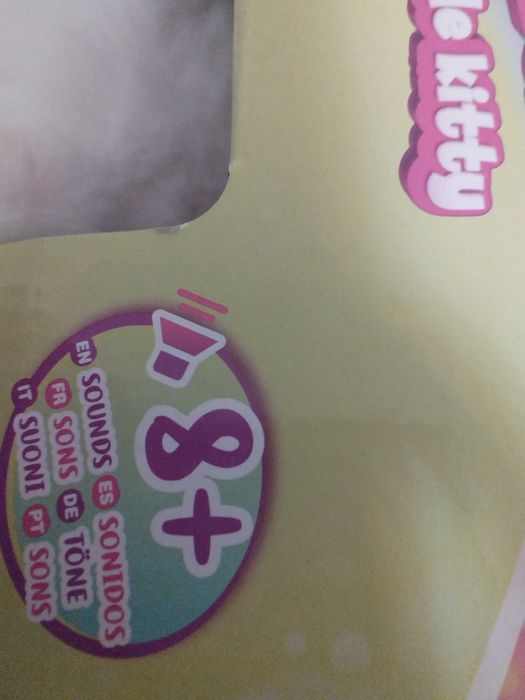 le kitty
8+
EN SOUNDS ES SONIDOS
FR SONS DE TÖNE
IT SUONI PT SONS